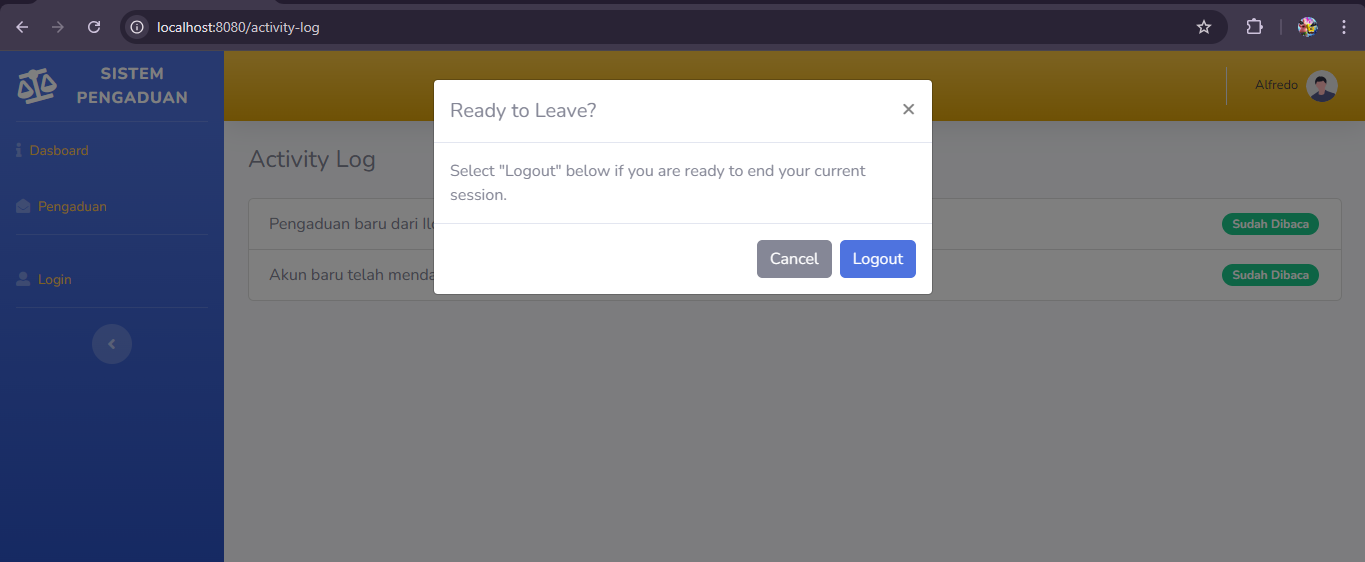 localhost:8080/activity-log
SISTEM
PENGADUAN
Alfredo
Dasboard
Pengaduan
Login
Ready to Leave?
×
Select "Logout" below if you are ready to end your current
session.
Cancel
Logout
Activity Log
Pengaduan baru dari
Sudah Dibaca
Akun baru telah
Sudah Dibaca